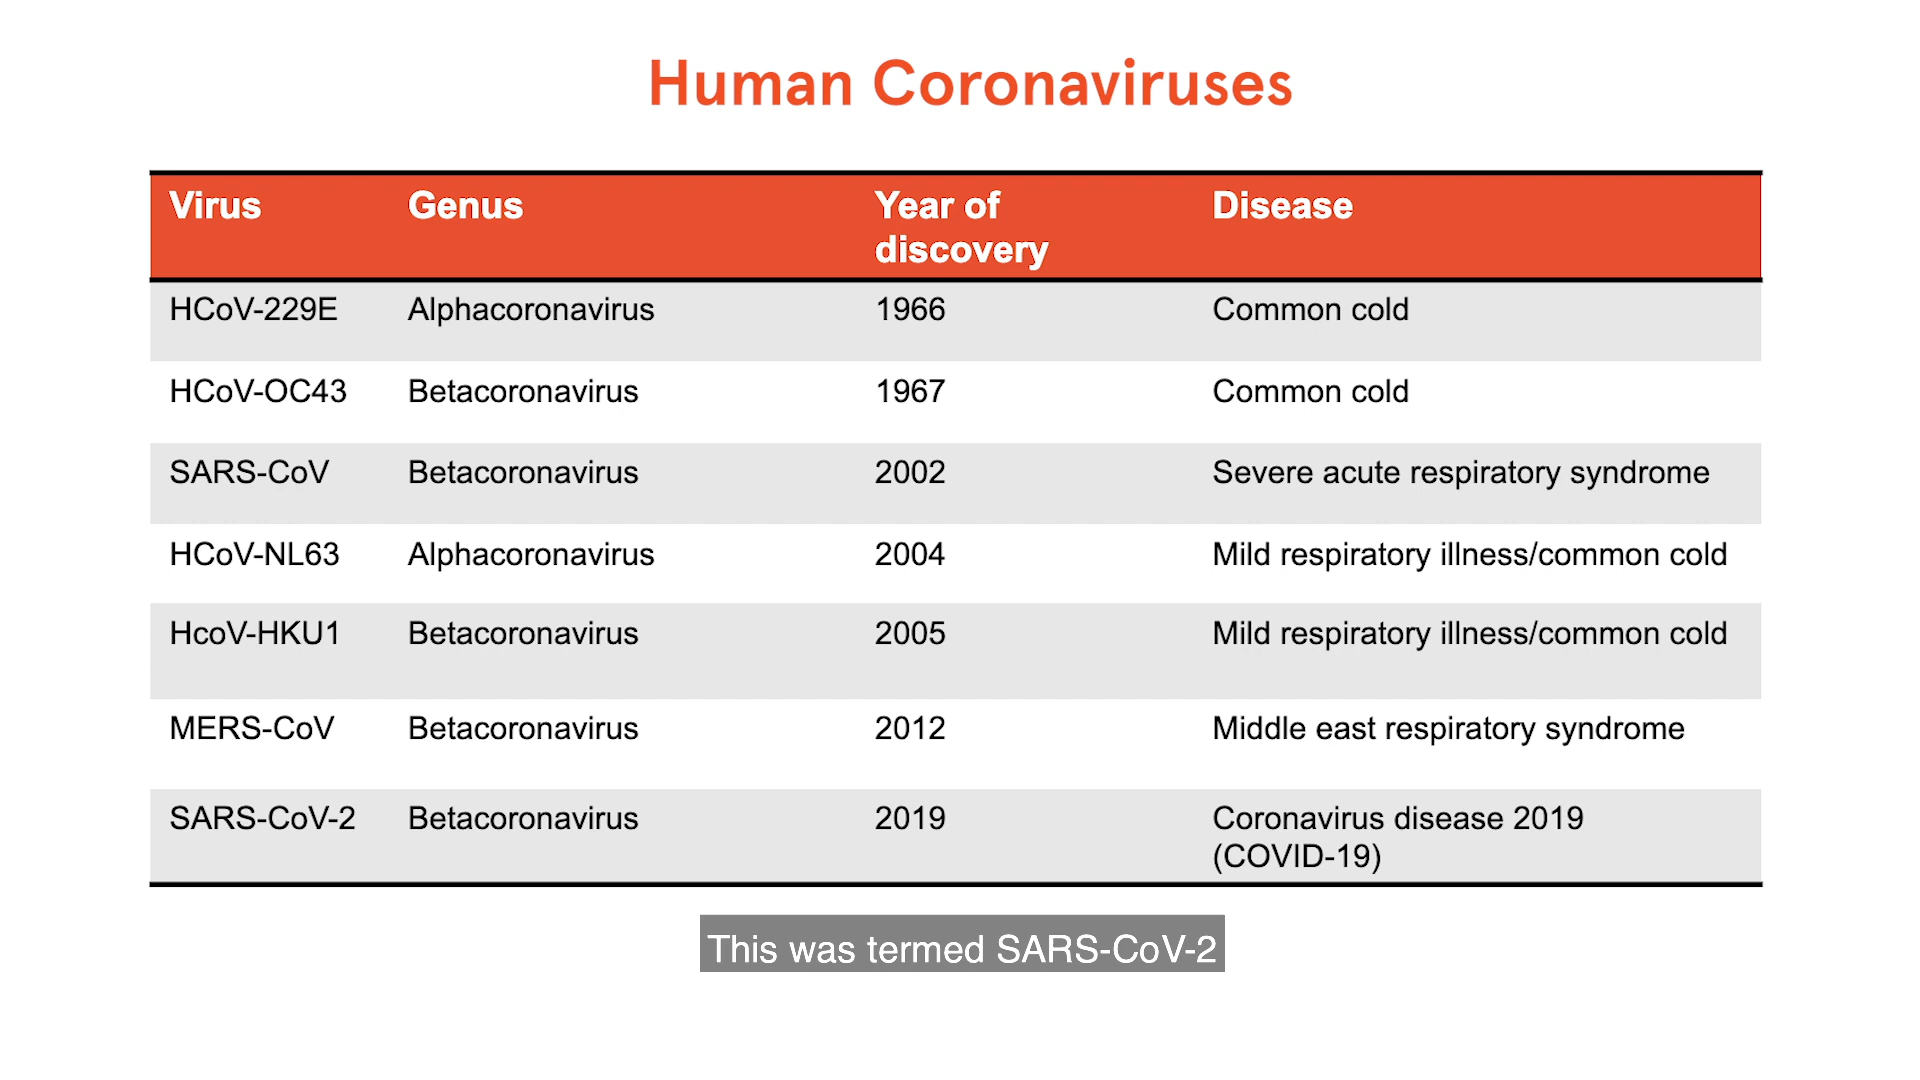 Human Coronaviruses
Virus Genus Year of discovery Disease
HCoV-229E Alphacoronavirus 1966 Common cold
HCoV-OC43 Betacoronavirus 1967 Common cold
SARS-CoV Betacoronavirus 2002 Severe acute respiratory syndrome
HCoV-NL63 Alphacoronavirus 2004 Mild respiratory illness/common cold
HcoV-HKU1 Betacoronavirus 2005 Mild respiratory illness/common cold
MERS-CoV Betacoronavirus 2012 Middle east respiratory syndrome
SARS-CoV-2 Betacoronavirus 2019 Coronavirus disease 2019
(COVID-19)
This was termed SARS-CoV-2